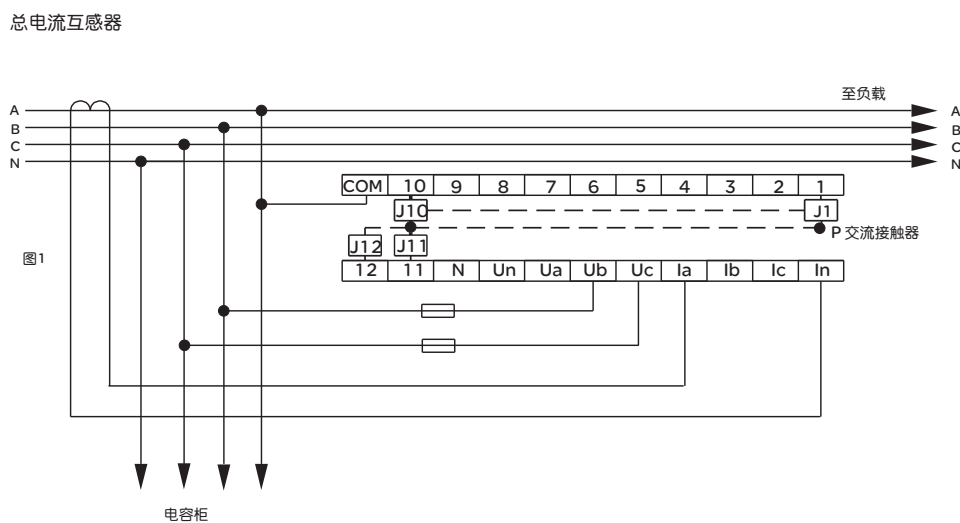 总电流互感器
至负载
A A
B B
C C
N N
COM 10 9 8 7 6 5 4 3 2 1
J10 J1
P 交流接触器
J12 J11
图1
12 11 N Un Ua Ub Uc Ia Ib Ic In
电容柜